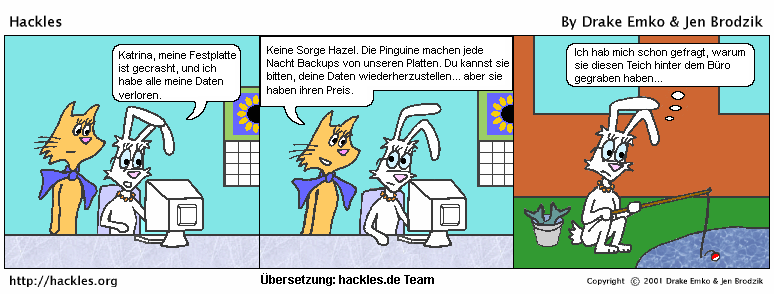 Hackles
By Drake Emko & Jen Brodzik
Katrina, meine Festplatte
ist gecrasht, und ich
habe alle meine Daten
verloren.
Keine Sorge Hazel. Die Pinguine machen jede
Nacht Backups von unseren Platten. Du kannst sie
bitten, deine Daten wiederherzustellen... aber sie
haben ihren Preis.
Ich hab mich schon gefragt, warum
sie diesen Teich hinter dem Büro
gegraben haben...
http://hackles.org
Übersetzung: hackles.de Team
Copyright © 2001 Drake Emko & Jen Brodzik